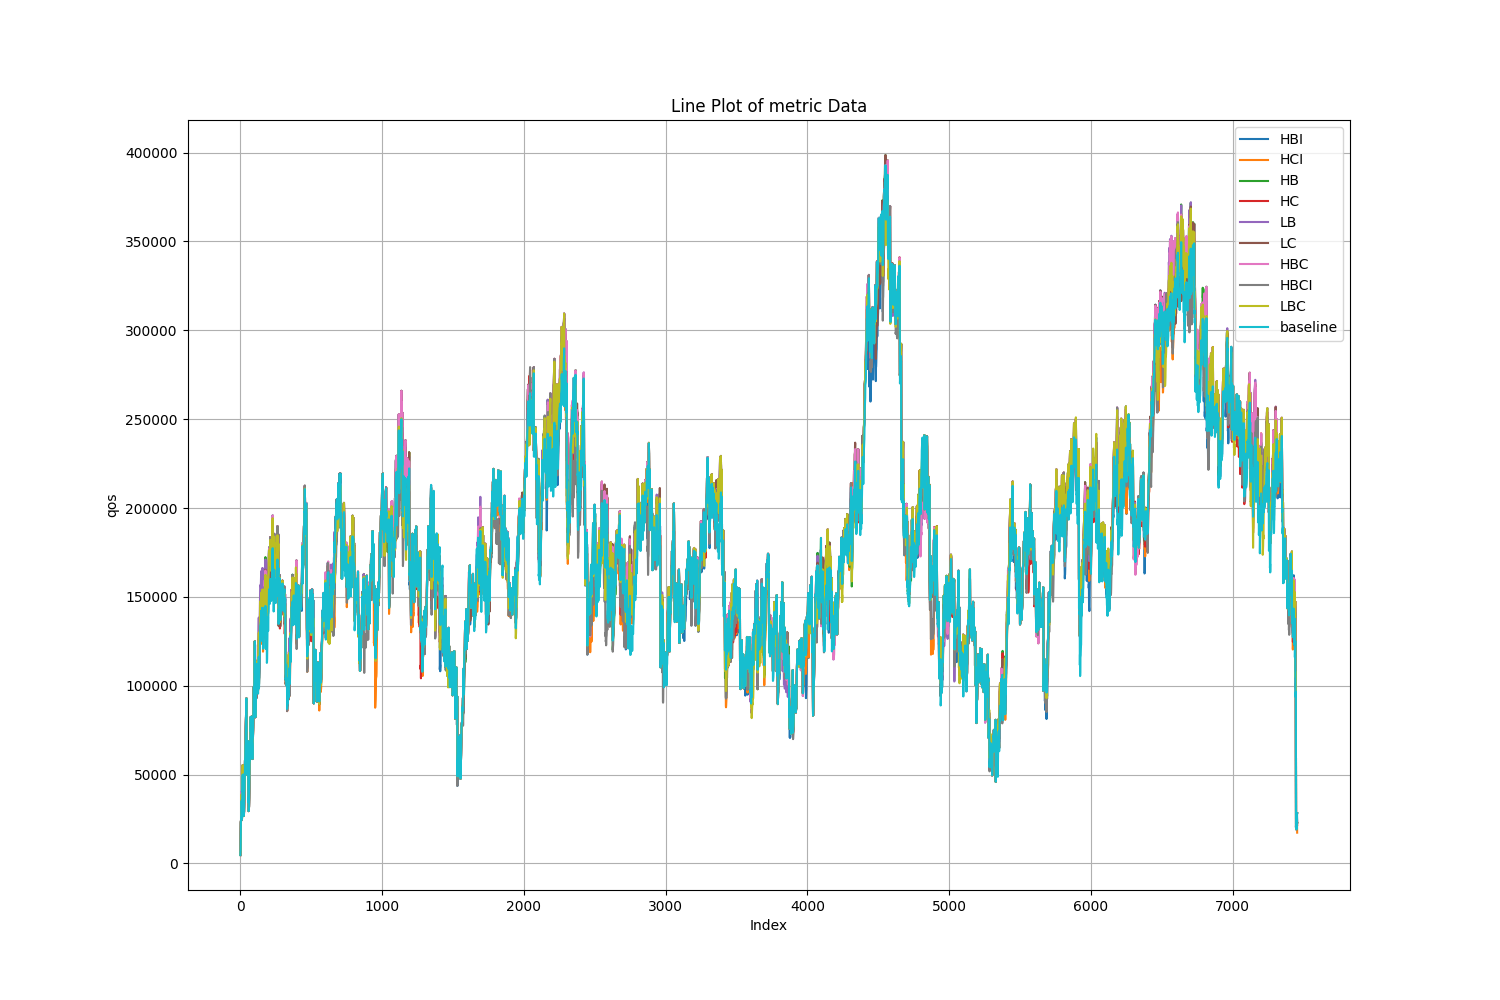 Line Plot of metric Data
400000
350000
300000
250000
200000
150000
100000
50000
0
qos
0 1000 2000 3000 4000 5000 6000 7000
Index
HBI
HCI
HB
HC
LB
LC
HBC
HBCI
LBC
baseline